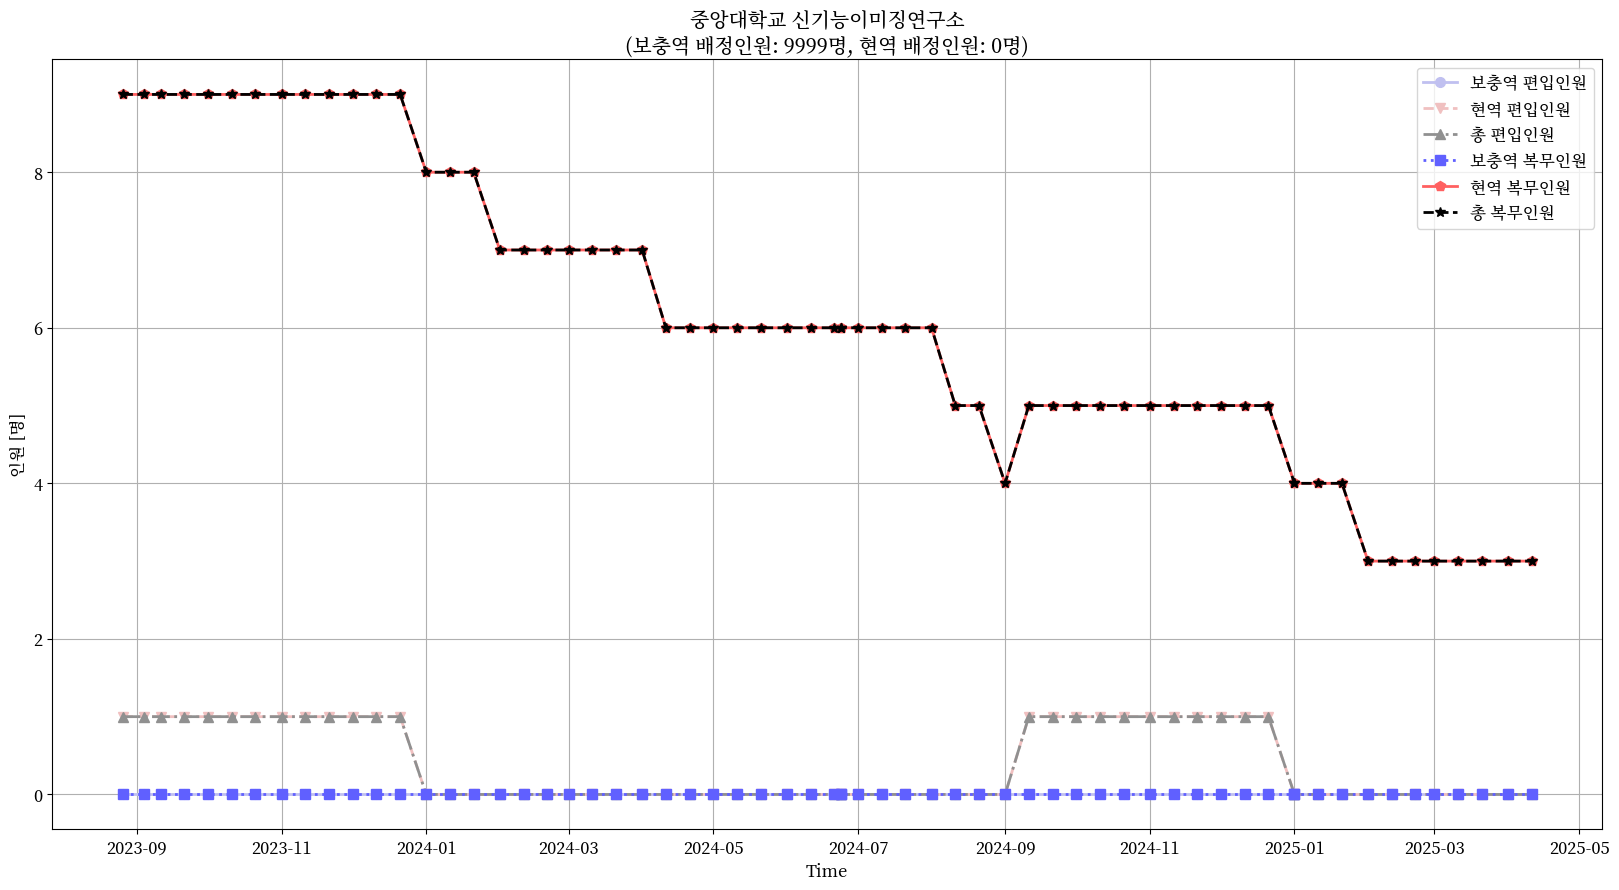 중앙대학교 신기능이미징연구소
(보충역 배정인원: 9999명, 현역 배정인원: 0명)
보충역 편입인원
현역 편입인원
총 편입인원
보충역 복무인원
현역 복무인원
총 복무인원
인원 [명]
8
6
4
2
0
2023-09
2023-11
2024-01
2024-03
2024-05
2024-07
2024-09
2024-11
2025-01
2025-03
2025-05
Time